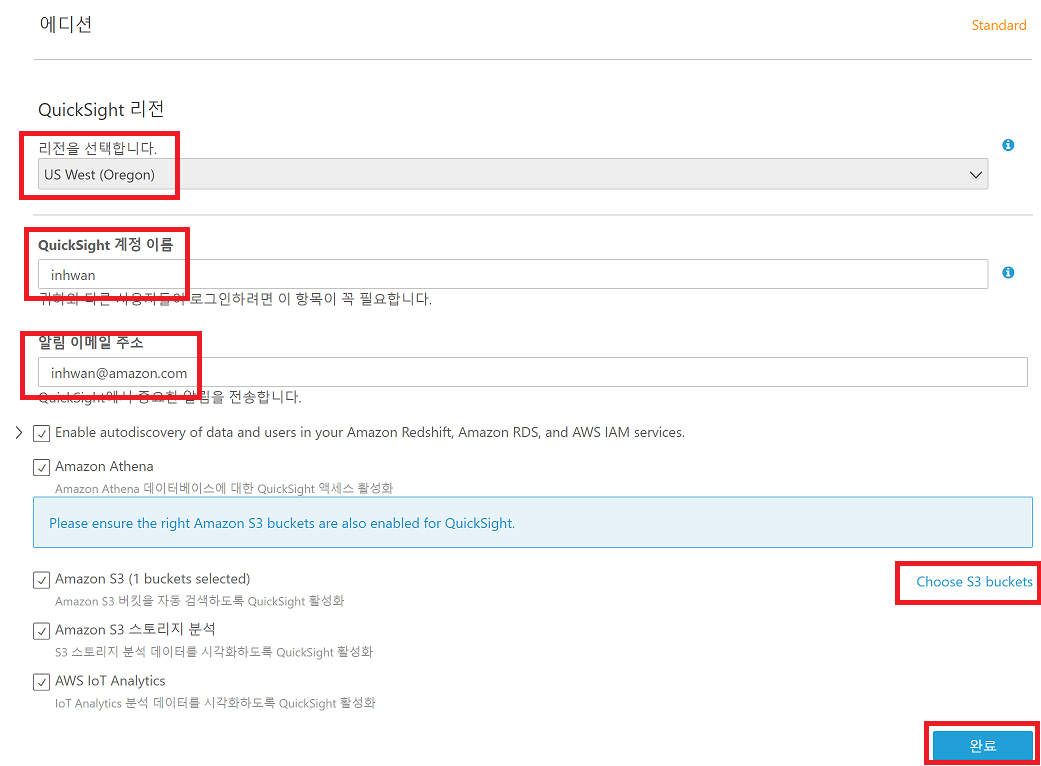 에디션
Standard
QuickSight 리전
리전을 선택합니다.
US West (Oregon)
QuickSight 계정 이름
inhwan
귀하와 다른 사용자들이 로그인하려면 이 항목이 꼭 필요합니다.
알림 이메일 주소
inhwan@amazon.com
QuickSight에서 중요한 알림을 전송합니다.
Enable autodiscovery of data and users in your Amazon Redshift, Amazon RDS, and AWS IAM services.
Amazon Athena
Amazon Athena 데이터베이스에 대한 QuickSight 액세스 활성화
Please ensure the right Amazon S3 buckets are also enabled for QuickSight.
Amazon S3 (1 buckets selected)
Choose S3 buckets
Amazon S3 버킷을 자동 검색하도록 QuickSight 활성화
Amazon S3 스토리지 분석
S3 스토리지 분석 데이터를 시각화하도록 QuickSight 활성화
AWS IoT Analytics
IoT Analytics 분석 데이터를 시각화하도록 QuickSight 활성화
완료